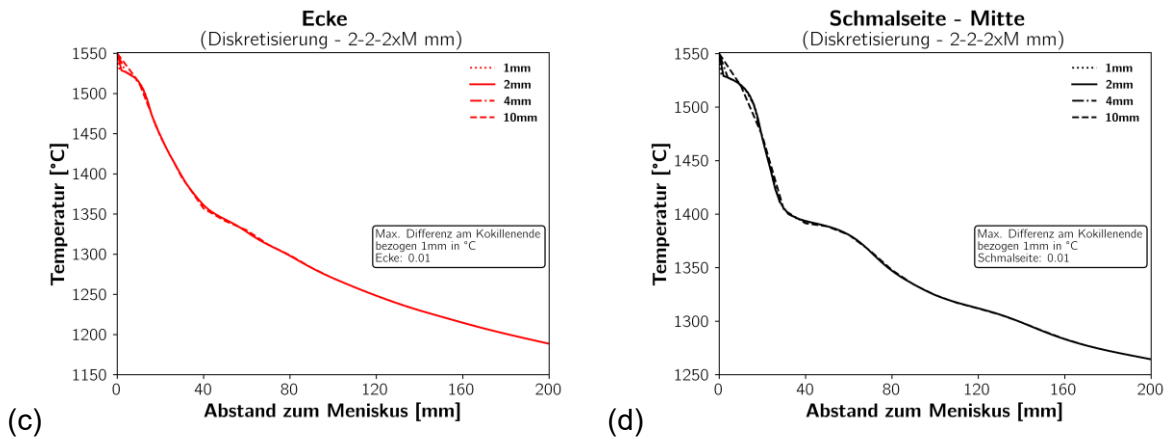 Ecke
(Diskretisierung - 2-2-2xM mm)
1550
1500
1450
1400
1350
1300
1250
1200
1150
Temperatur [°C]
1mm
2mm
4mm
10mm
Max. Differenz am Kokillenende
bezogen 1mm in °C
Ecke: 0.01
0 40 80 120 160 200
Abstand zum Meniskus [mm]
(c)
Schmalseite - Mitte
(Diskretisierung - 2-2-2xM mm)
1550
1500
1450
1400
1350
1300
1250
Temperatur [°C]
1mm
2mm
4mm
10mm
Max. Differenz am Kokillenende
bezogen 1mm in °C
Schmalseite: 0.01
0 40 80 120 160 200
Abstand zum Meniskus [mm]
(d)